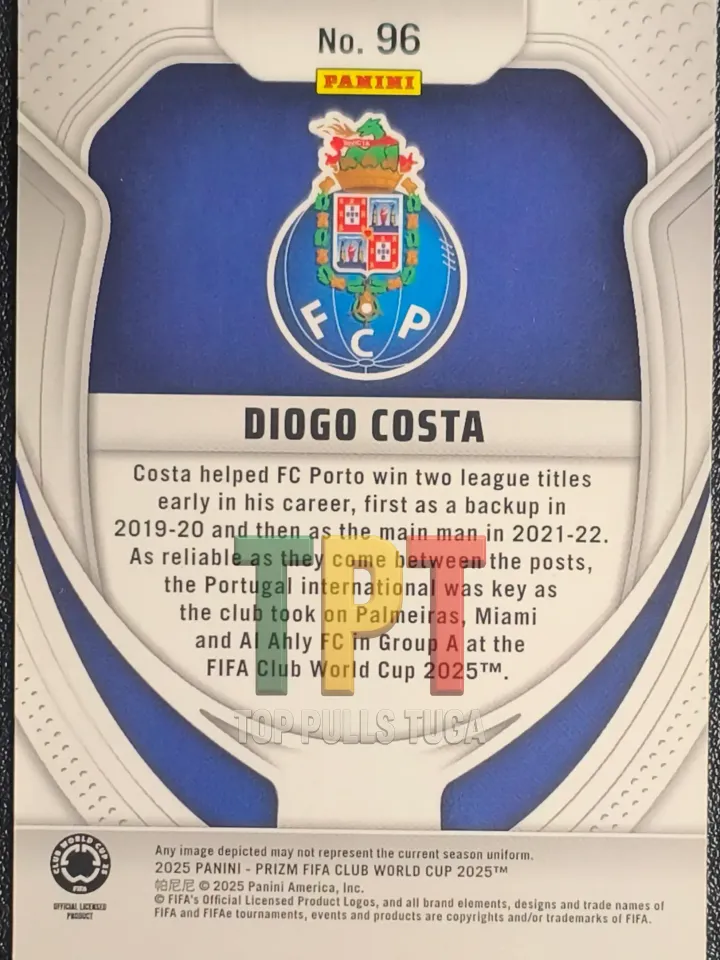 No. 96
PANINI
F C P
DIOGO COSTA
Costa helped FC Porto win two league titles
early in his career, first as a backup in
2019-20 and then as the main man in 2021-22.
As reliable as they come between the posts,
the Portugal international was key as
the club took on Palmeiras, Miami
and Al Ahly FC in Group A at the
FIFA Club World Cup 2025™.
TPT
TOP PULLS TUGA
CLUB WORLD CUP 25
FIFA
OFFICIAL LICENSED
PRODUCT
Any image depicted may not represent the current season uniform.
2025 PANINI - PRIZM FIFA CLUB WORLD CUP 2025™
帕尼尼 © 2025 Panini America, Inc.
© FIFA's Official Licensed Product Logos, and all brand elements, designs and trade names of
FIFA and FIFAe tournaments, events and products are copyrights and/or trademarks of FIFA.